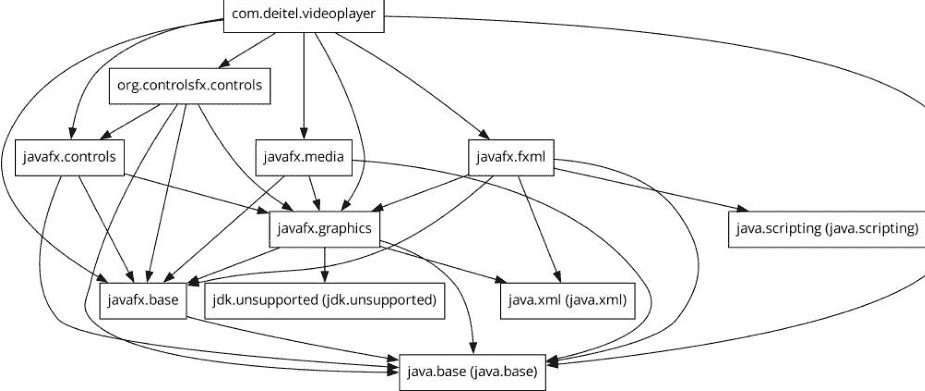 com.deitel.videoplayer
org.controlsfx.controls
javafx.controls
javafx.media
javafx.fxml
javafx.graphics
java.scripting (java.scripting)
javafx.base
jdk.unsupported (jdk.unsupported)
java.xml (java.xml)
java.base (java.base)